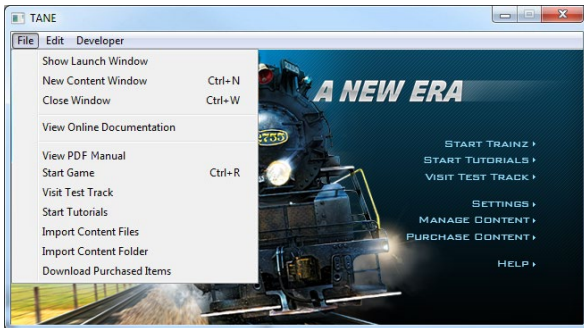 TANE
File Edit Developer
Show Launch Window
New Content Window Ctrl+N
Close Window Ctrl+W
View Online Documentation
View PDF Manual
Start Game Ctrl+R
Visit Test Track
Start Tutorials
Import Content Files
Import Content Folder
Download Purchased Items
2755
A NEW ERA
START TRAINZ
START TUTORIALS
VISIT TEST TRACK
SETTINGS
MANAGE CONTENT
PURCHASE CONTENT
HELP